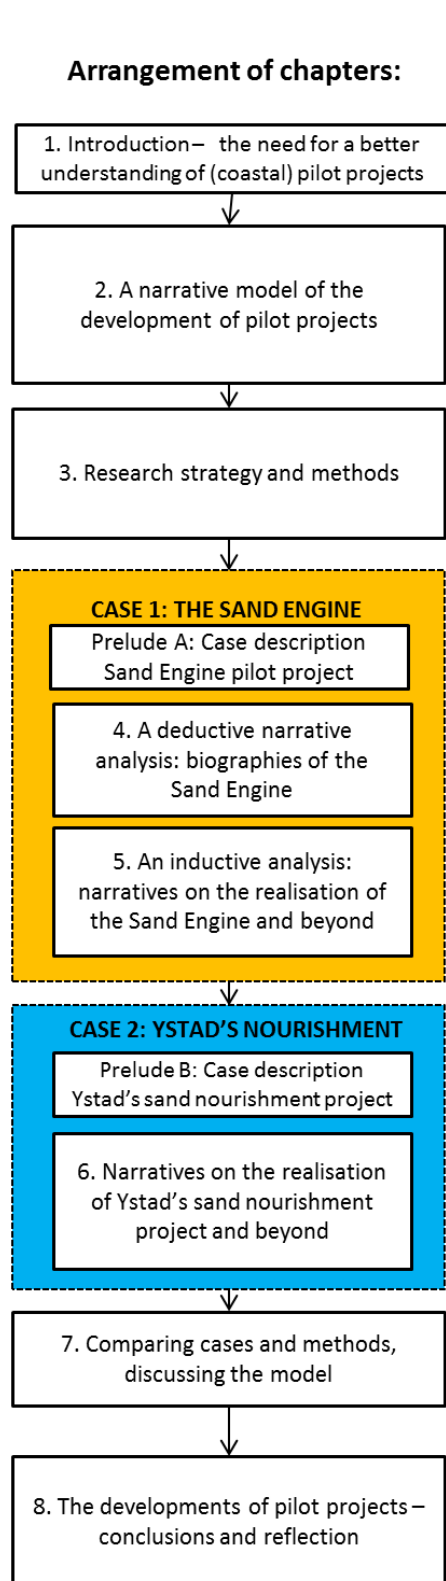 Arrangement of chapters:
1. Introduction – the need for a better
understanding of (coastal) pilot projects
2. A narrative model of the
development of pilot projects
3. Research strategy and methods
CASE 1: THE SAND ENGINE
Prelude A: Case description
Sand Engine pilot project
4. A deductive narrative
analysis: biographies of the
Sand Engine
5. An inductive analysis:
narratives on the realisation of
the Sand Engine and beyond
CASE 2: YSTAD’S NOURISHMENT
Prelude B: Case description
Ystad’s sand nourishment project
6. Narratives on the realisation
of Ystad’s sand nourishment
project and beyond
7. Comparing cases and methods,
discussing the model
8. The developments of pilot projects –
conclusions and reflection